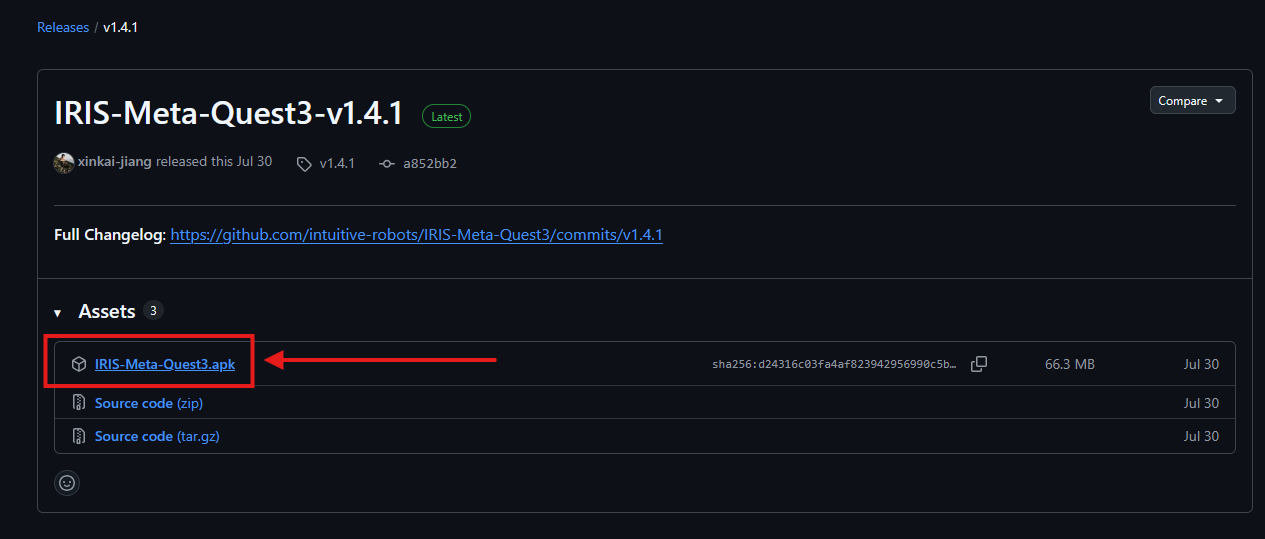 Releases / v1.4.1
IRIS-Meta-Quest3-v1.4.1 Latest
Compare
xinkai-jiang released this Jul 30 v1.4.1 a852bb2
Full Changelog: https://github.com/intuitive-robots/IRIS-Meta-Quest3/commits/v1.4.1
Assets 3
IRIS-Meta-Quest3.apk sha256:d24316c03fa4af823942956990c5b… 66.3 MB Jul 30
Source code (zip) Jul 30
Source code (tar.gz) Jul 30